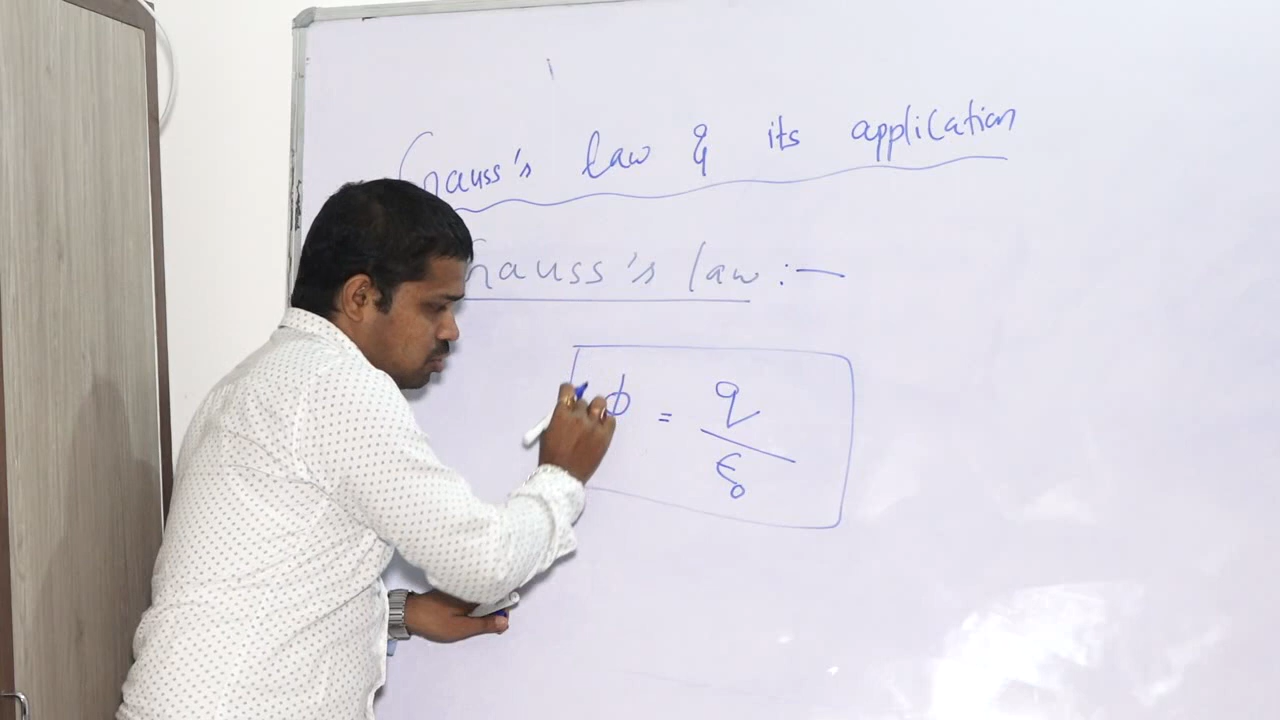 Gauss's law & its application
Gauss's law :-
ϕ = q/ε₀